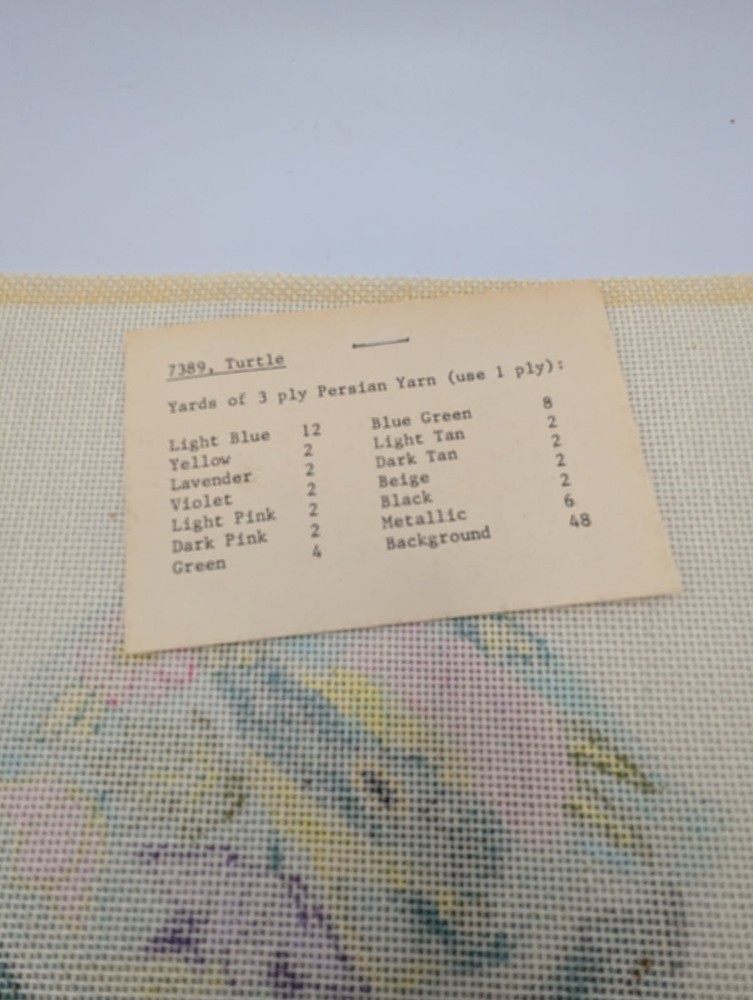 7389, Turtle
Yards of 3 ply Persian Yarn (use 1 ply):
Light Blue 12 Blue Green 8
Yellow 2 Light Tan 2
Lavender 2 Dark Tan 2
Violet 2 Beige 2
Light Pink 2 Black 2
Dark Pink 2 Metallic 6
Green 4 Background 48